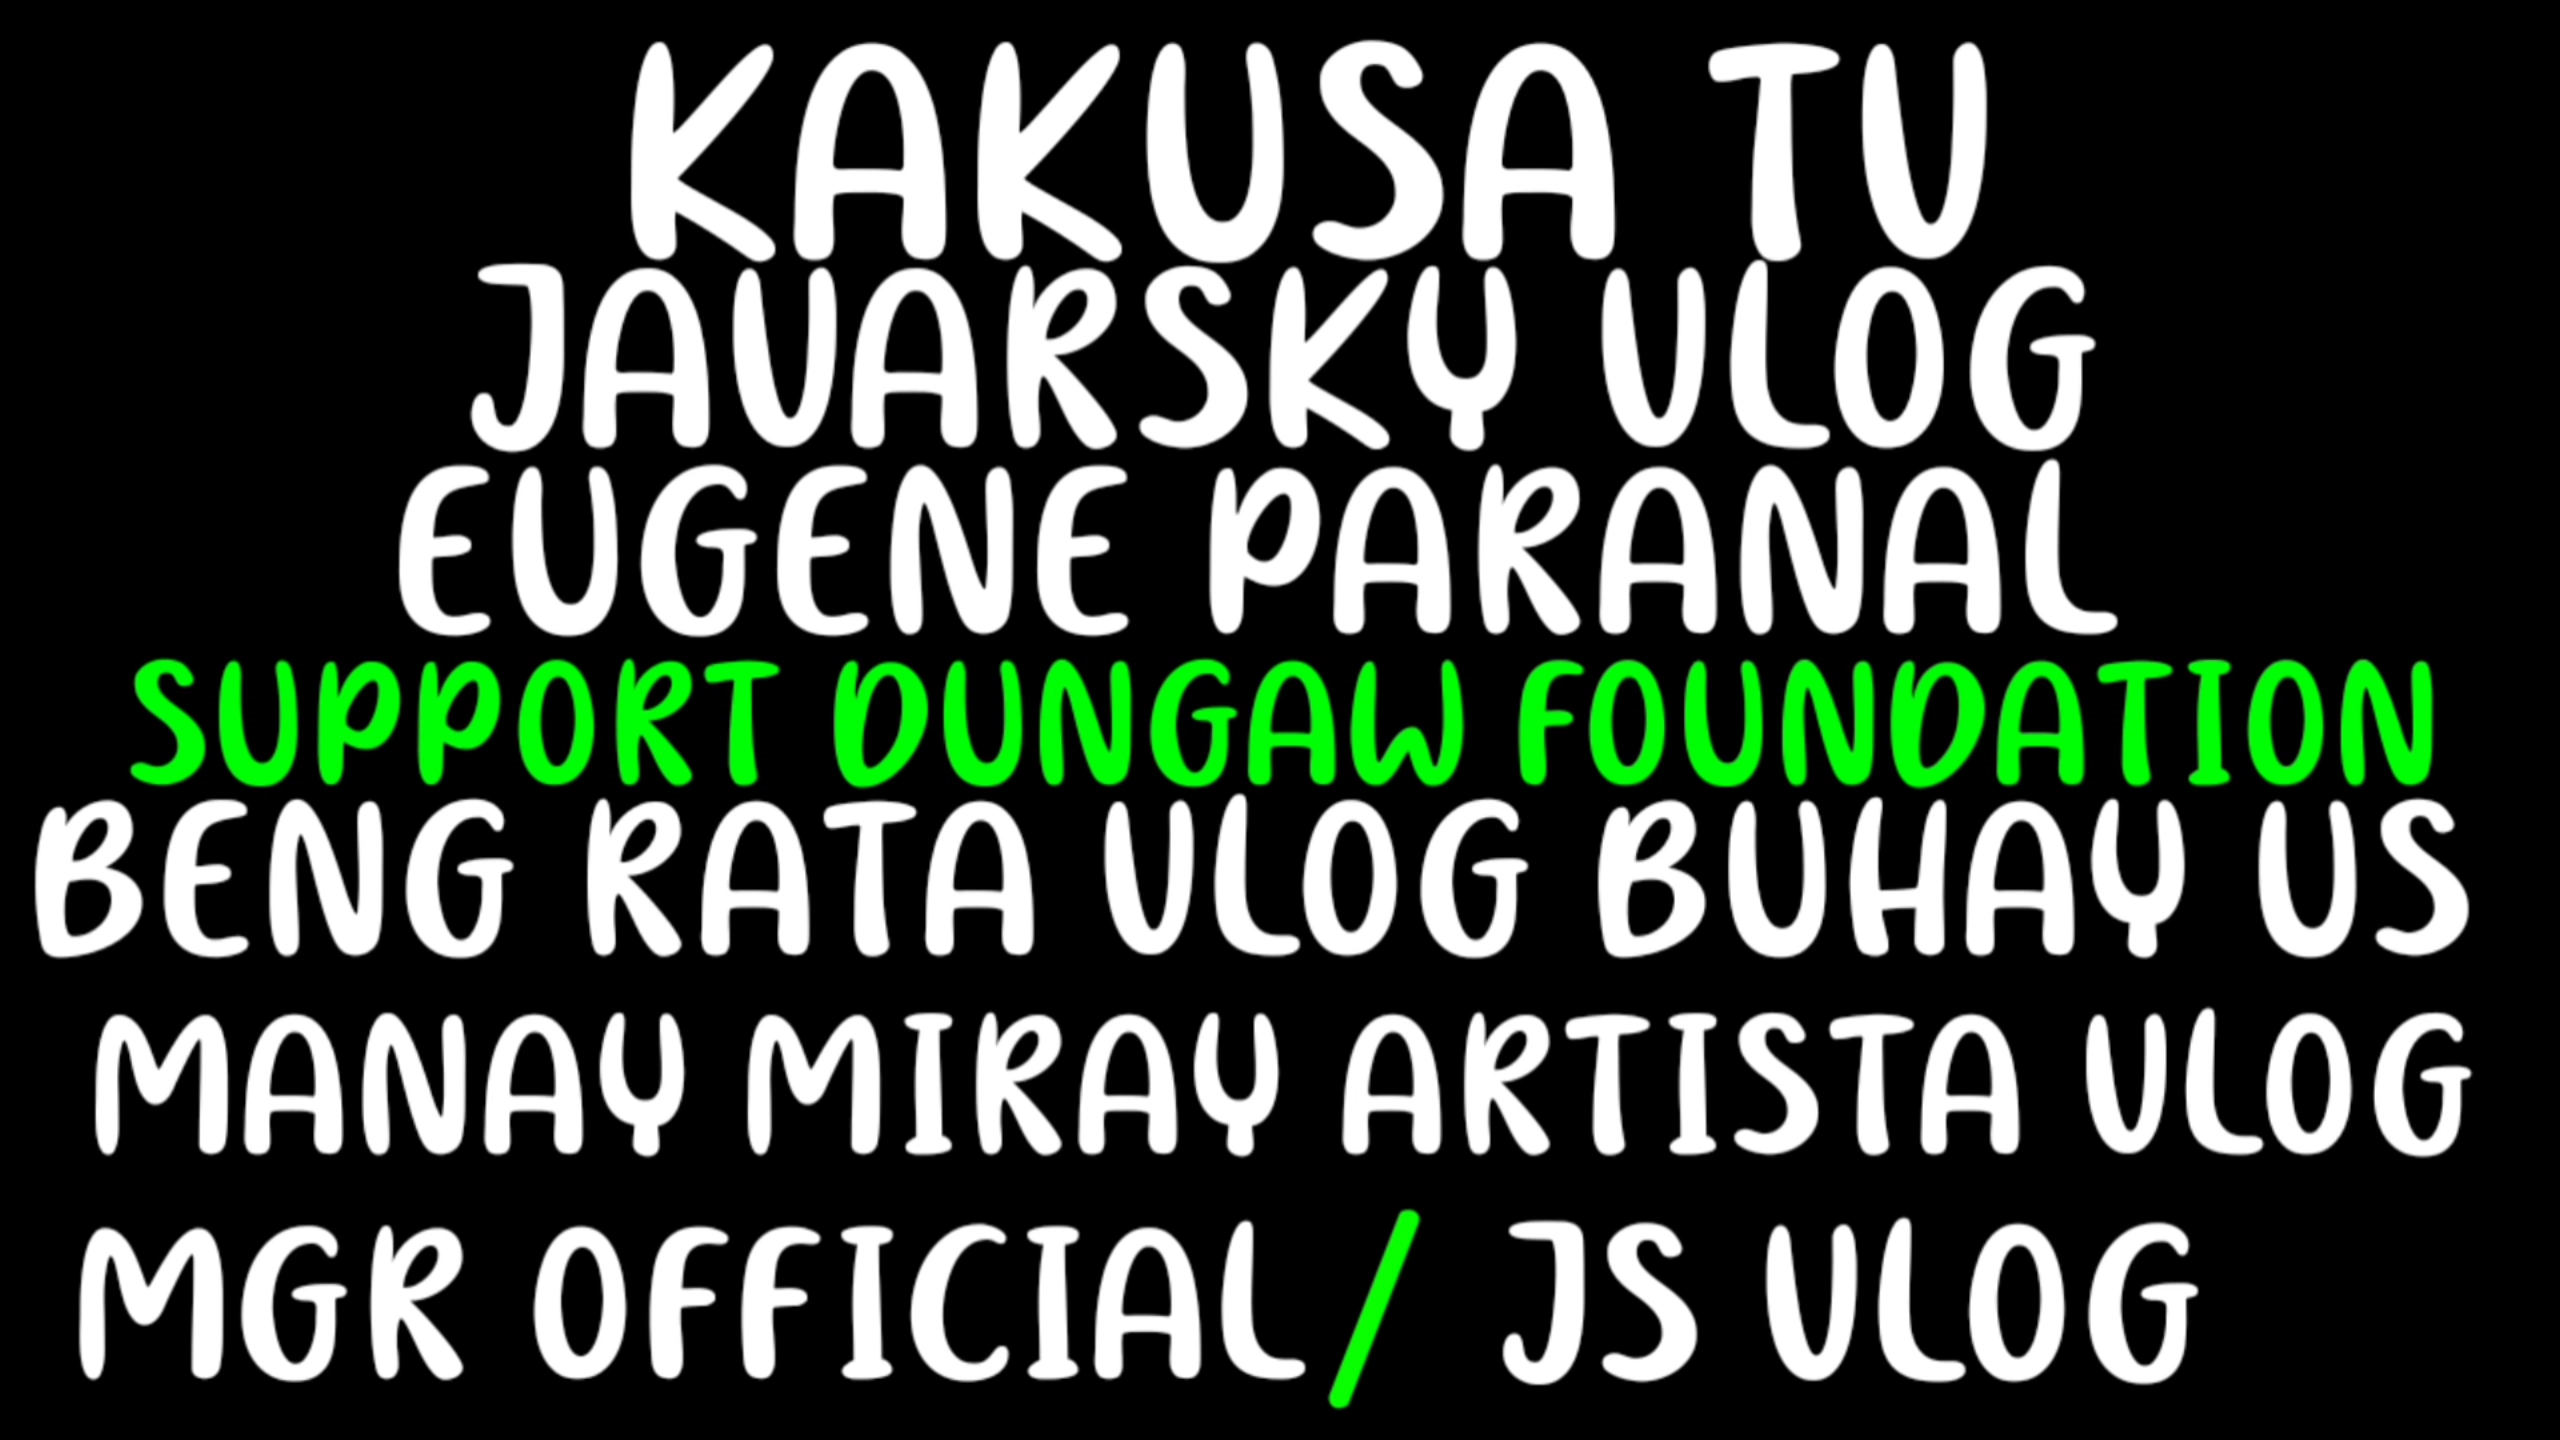 KAKUSA TV
JAVARSKY VLOG
EUGENE PARANAL
SUPPORT DUNGAW FOUNDATION
BENG RATA VLOG BUHAY US
MANAY MIRAY ARTISTA VLOG
MGR OFFICIAL/ JS VLOG